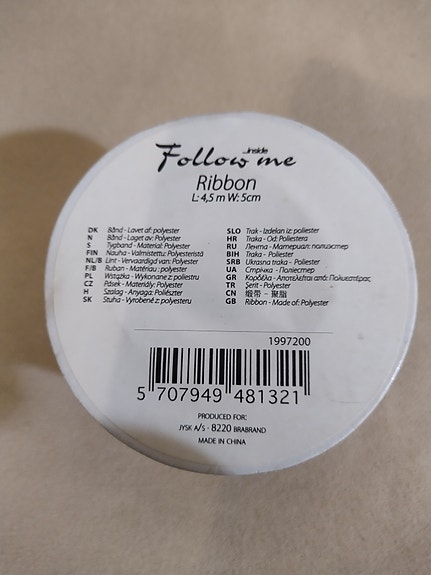 ...inside
Follow me
Ribbon
L: 4,5 m W: 5cm
DK Bånd - Lavet af: polyester
N Bånd - Laget av: Polyester
S Tygband - Material: Polyester
FIN Nauha - Valmistettu: Polyesteristä
NL/B Lint - Vervaardigd van: Polyester
F/B Ruban - Matériau : polyester
PL Wstążka - Wykonane z: poliestru
CZ Pásek - Materiály: Polyester
H Szalag - Anyaga: Poliészter
SK Stuha - Vyrobené z: polyesteru
SLO Trak - Izdelan iz: poliester
HR Traka - Od: Poliestera
RU Лента - Материал: полиэстер
BIH Traka - Poliester
SRB Ukrasna traka - Poliester
UA Стрічка - Поліестер
GR Κορδέλα - Αποτελείται από: Πολυεστέρας
TR Şerit - Polyester
CN 缎带 - 聚酯
GB Ribbon - Made of: Polyester
1997200
5 707949 481321
PRODUCED FOR:
JYSK A/S · 8220 BRABRAND
MADE IN CHINA